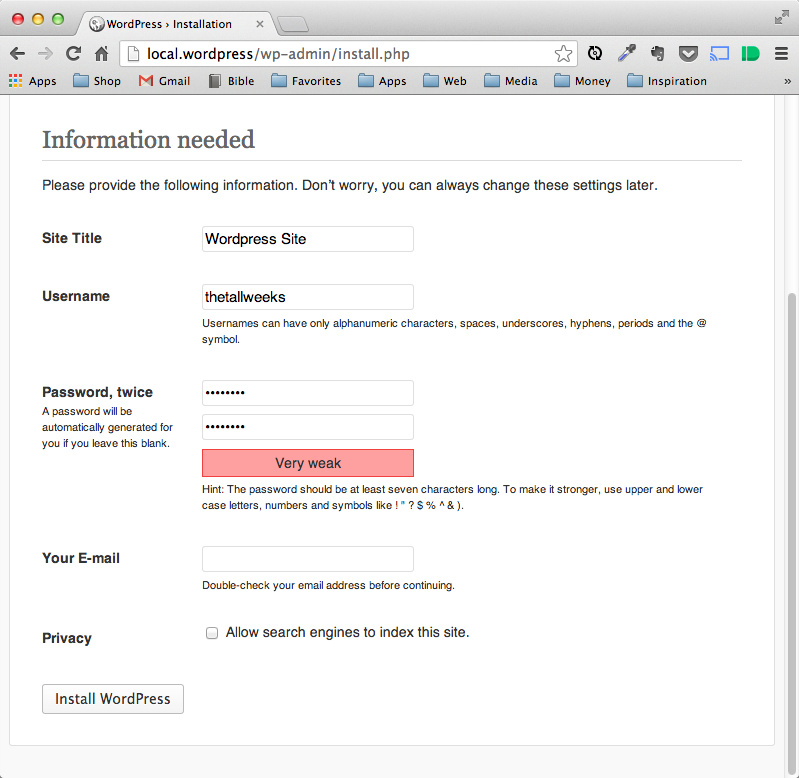 WordPress › Installation
local.wordpress/wp-admin/install.php
Apps Shop Gmail Bible Favorites Apps Web Media Money Inspiration »
Information needed
Please provide the following information. Don’t worry, you can always change these settings later.
Site Title
Wordpress Site
Username
thetallweeks
Usernames can have only alphanumeric characters, spaces, underscores, hyphens, periods and the @
symbol.
Password, twice
A password will be
automatically generated for
you if you leave this blank.
••••••••
••••••••
Very weak
Hint: The password should be at least seven characters long. To make it stronger, use upper and lower
case letters, numbers and symbols like ! " ? $ % ^ & ).
Your E-mail
Double-check your email address before continuing.
Privacy
Allow search engines to index this site.
Install WordPress